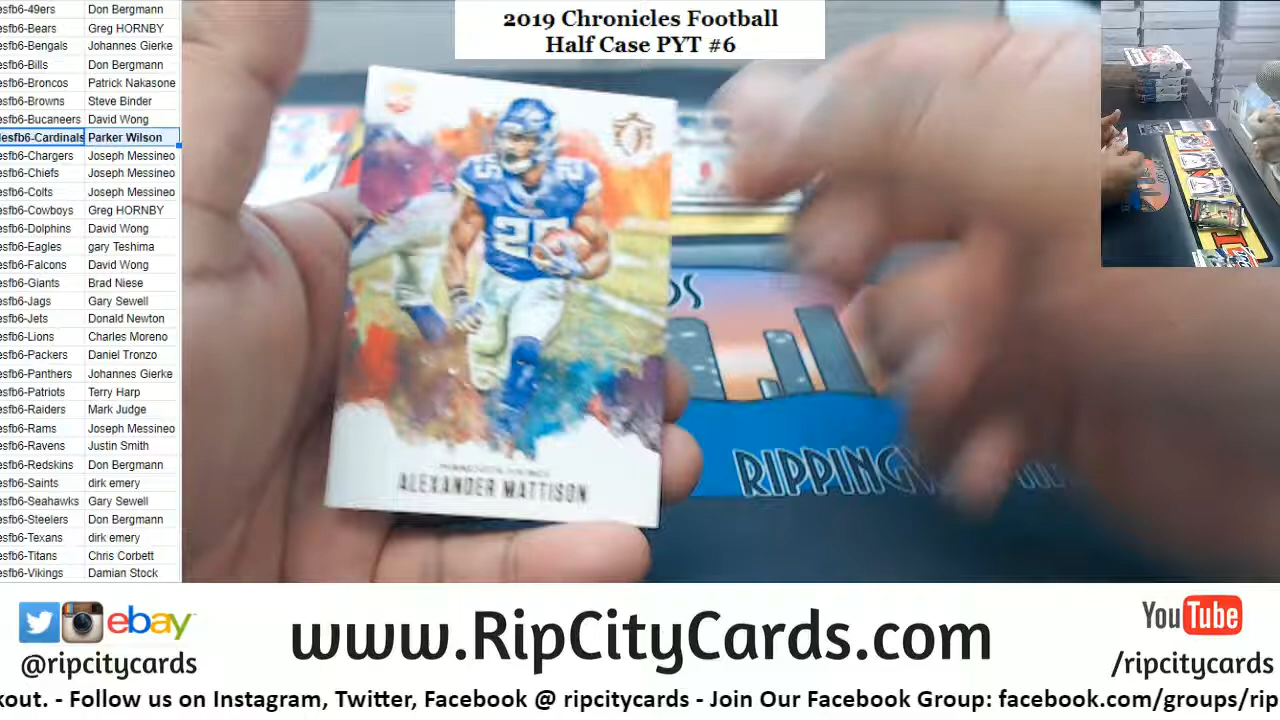 2019 Chronicles Football
Half Case PYT #6
esfb6-49ers Don Bergmann
esfb6-Bears Greg HORNBY
esfb6-Bengals Johannes Gierke
esfb6-Bills Don Bergmann
esfb6-Broncos Patrick Nakasone
esfb6-Browns Steve Binder
esfb6-Bucaneers David Wong
lesfb6-Cardinals Parker Wilson
esfb6-Chargers Joseph Messineo
esfb6-Chiefs Joseph Messineo
esfb6-Colts Joseph Messineo
esfb6-Cowboys Greg HORNBY
esfb6-Dolphins David Wong
esfb6-Eagles gary Teshima
esfb6-Falcons David Wong
esfb6-Giants Brad Niese
esfb6-Jags Gary Sewell
esfb6-Jets Donald Newton
esfb6-Lions Charles Moreno
esfb6-Packers Daniel Tronzo
esfb6-Panthers Johannes Gierke
esfb6-Patriots Terry Harp
esfb6-Raiders Mark Judge
esfb6-Rams Joseph Messineo
esfb6-Ravens Justin Smith
esfb6-Redskins Don Bergmann
esfb6-Saints dirk emery
esfb6-Seahawks Gary Sewell
esfb6-Steelers Don Bergmann
esfb6-Texans dirk emery
esfb6-Titans Chris Corbett
esfb6-Vikings Damian Stock
25
25
MINNESOTA VIKINGS
ALEXANDER MATTISON
DS
RIPPING
ebay
@ripcitycards
www.RipCityCards.com
YouTube
/ripcitycards
kout. - Follow us on Instagram, Twitter, Facebook @ ripcitycards - Join Our Facebook Group: facebook.com/groups/rip